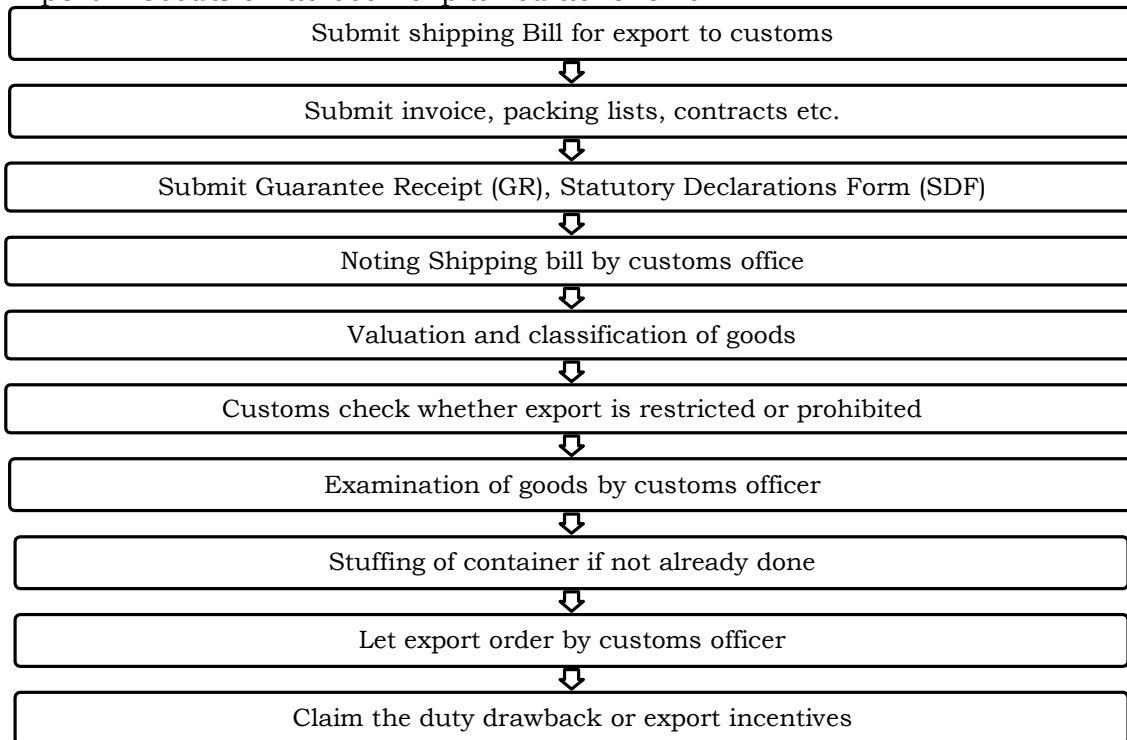 Submit shipping Bill for export to customs
Submit invoice, packing lists, contracts etc.
Submit Guarantee Receipt (GR), Statutory Declarations Form (SDF)
Noting Shipping bill by customs office
Valuation and classification of goods
Customs check whether export is restricted or prohibited
Examination of goods by customs officer
Stuffing of container if not already done
Let export order by customs officer
Claim the duty drawback or export incentives